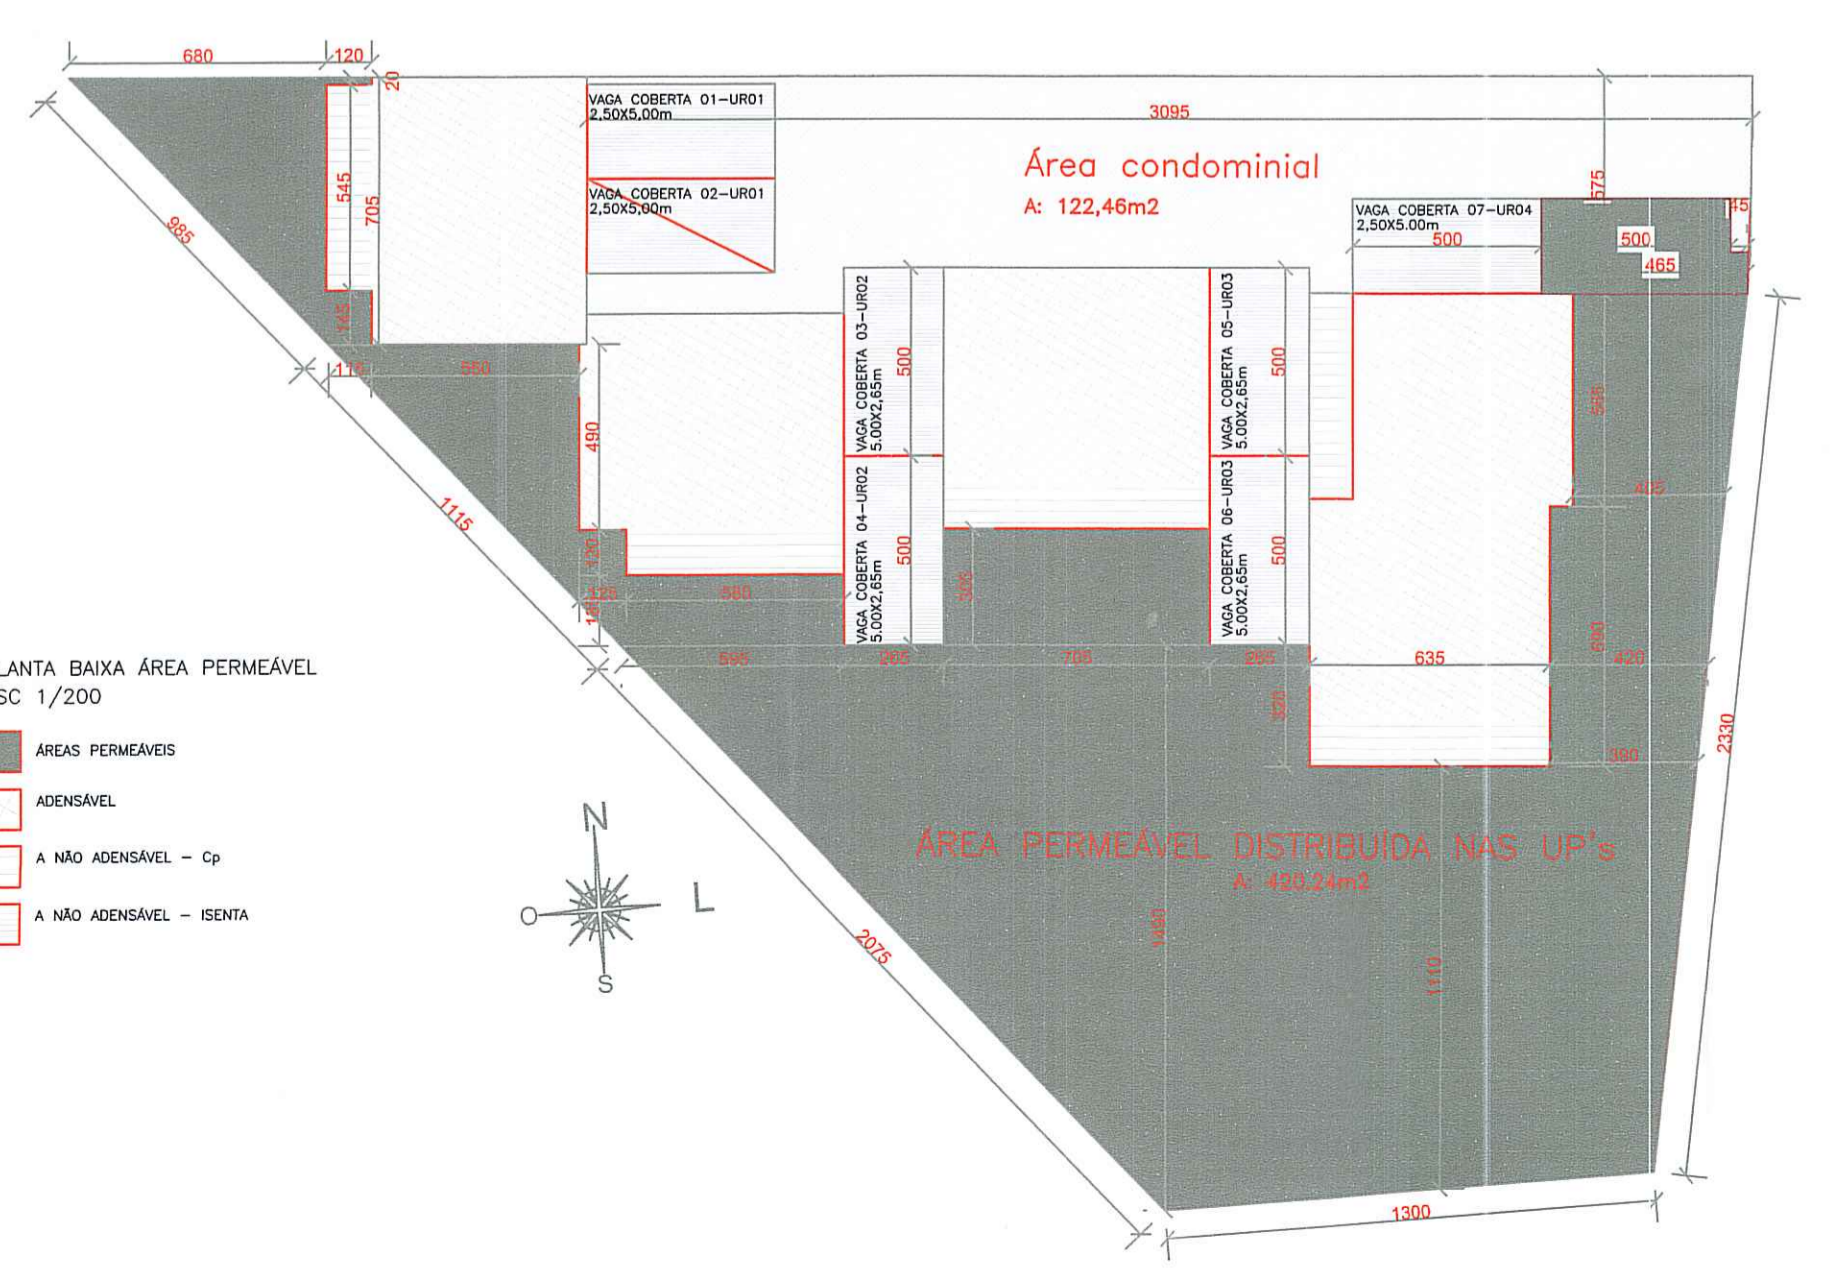 680
120
20
VAGA COBERTA 01-UR01
2,50X5,00m
3095
Área condominial
A: 122,46m2
575
545
705
VAGA COBERTA 02-UR01
2,50X5,00m
VAGA COBERTA 07-UR04
2,50X5.00m
500
500
465
45
985
145
115
550
490
VAGA COBERTA 03-UR02
5.00X2,65m
500
VAGA COBERTA 05-UR03
5.00X2,65m
500
405
1115
120
125
580
VAGA COBERTA 04-UR02
5.00X2,65m
500
300
VAGA COBERTA 06-UR03
5.00X2,65m
500
690
595
265
705
265
635
420
320
390
2330
LANTA BAIXA ÁREA PERMEÁVEL
SC 1/200
ÁREAS PERMEÁVEIS
ADENSÁVEL
A NÃO ADENSÁVEL - Cp
A NÃO ADENSÁVEL - ISENTA
N
O
L
S
ÁREA PERMEÁVEL DISTRIBUÍDA NAS UP's
A: 420.24m2
1490
1110
2075
1300